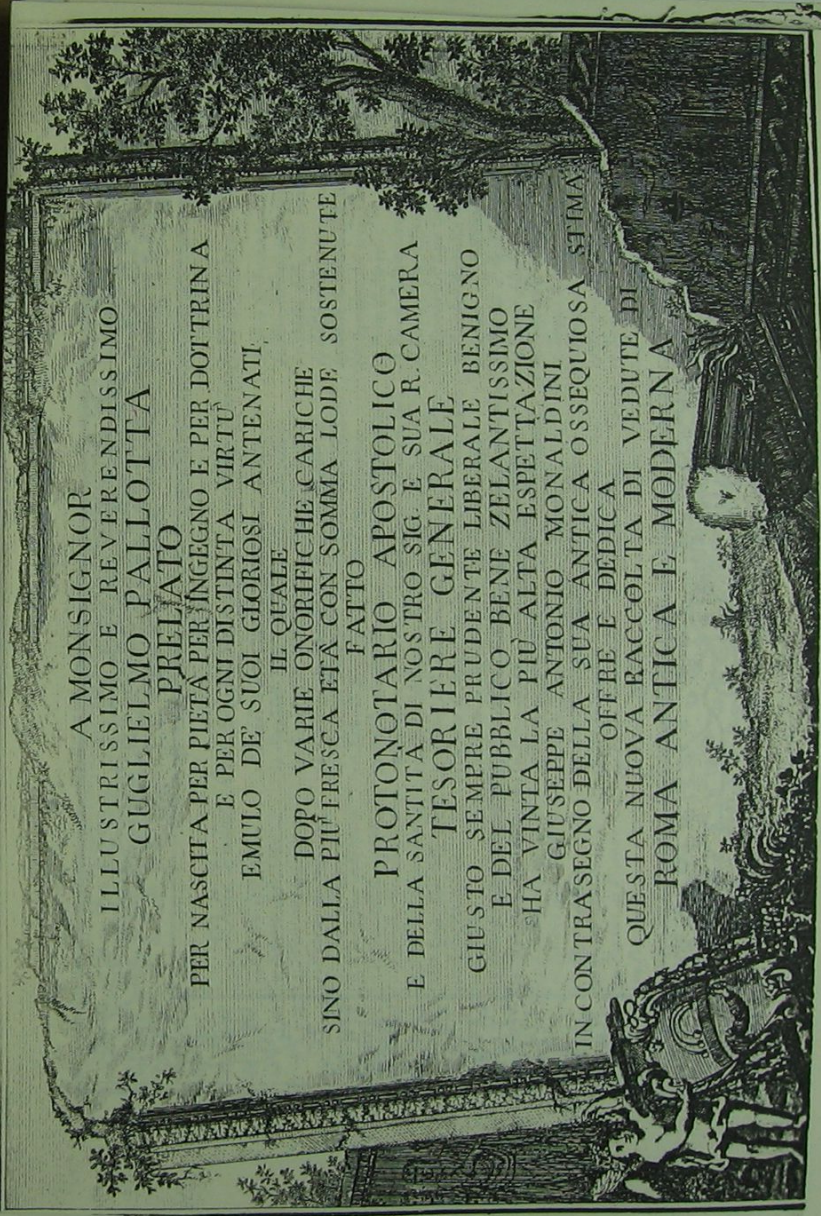 A MONSIGNOR
ILLUSTRISSIMO E REVERENDISSIMO
GUGLIELMO PALLOTTA
PRELATO
PER NASCITA PER PIETÀ PER INGEGNO E PER DOTTRINA
E PER OGNI DISTINTA VIRTÙ
EMULO DE' SUOI GLORIOSI ANTENATI
IL QUALE
DOPO VARIE ONORIFICHE CARICHE
SINO DALLA PIÙ FRESCA ETÀ CON SOMMA LODE SOSTENUTE
FATTO
PROTONOTARIO APOSTOLICO
E DELLA SANTITÀ DI NOSTRO SIG. E SUA R. CAMERA
TESORIERE GENERALE
GIUSTO SEMPRE PRUDENTE LIBERALE BENIGNO
E DEL PUBBLICO BENE ZELANTISSIMO
HA VINTA LA PIÙ ALTA ESPETTAZIONE
GIUSEPPE ANTONIO MONALDINI
IN CONTRASEGNO DELLA SUA ANTICA OSSEQUIOSA STIMA
OFFRE E DEDICA
QUESTA NUOVA RACCOLTA DI VEDUTE DI
ROMA ANTICA E MODERNA